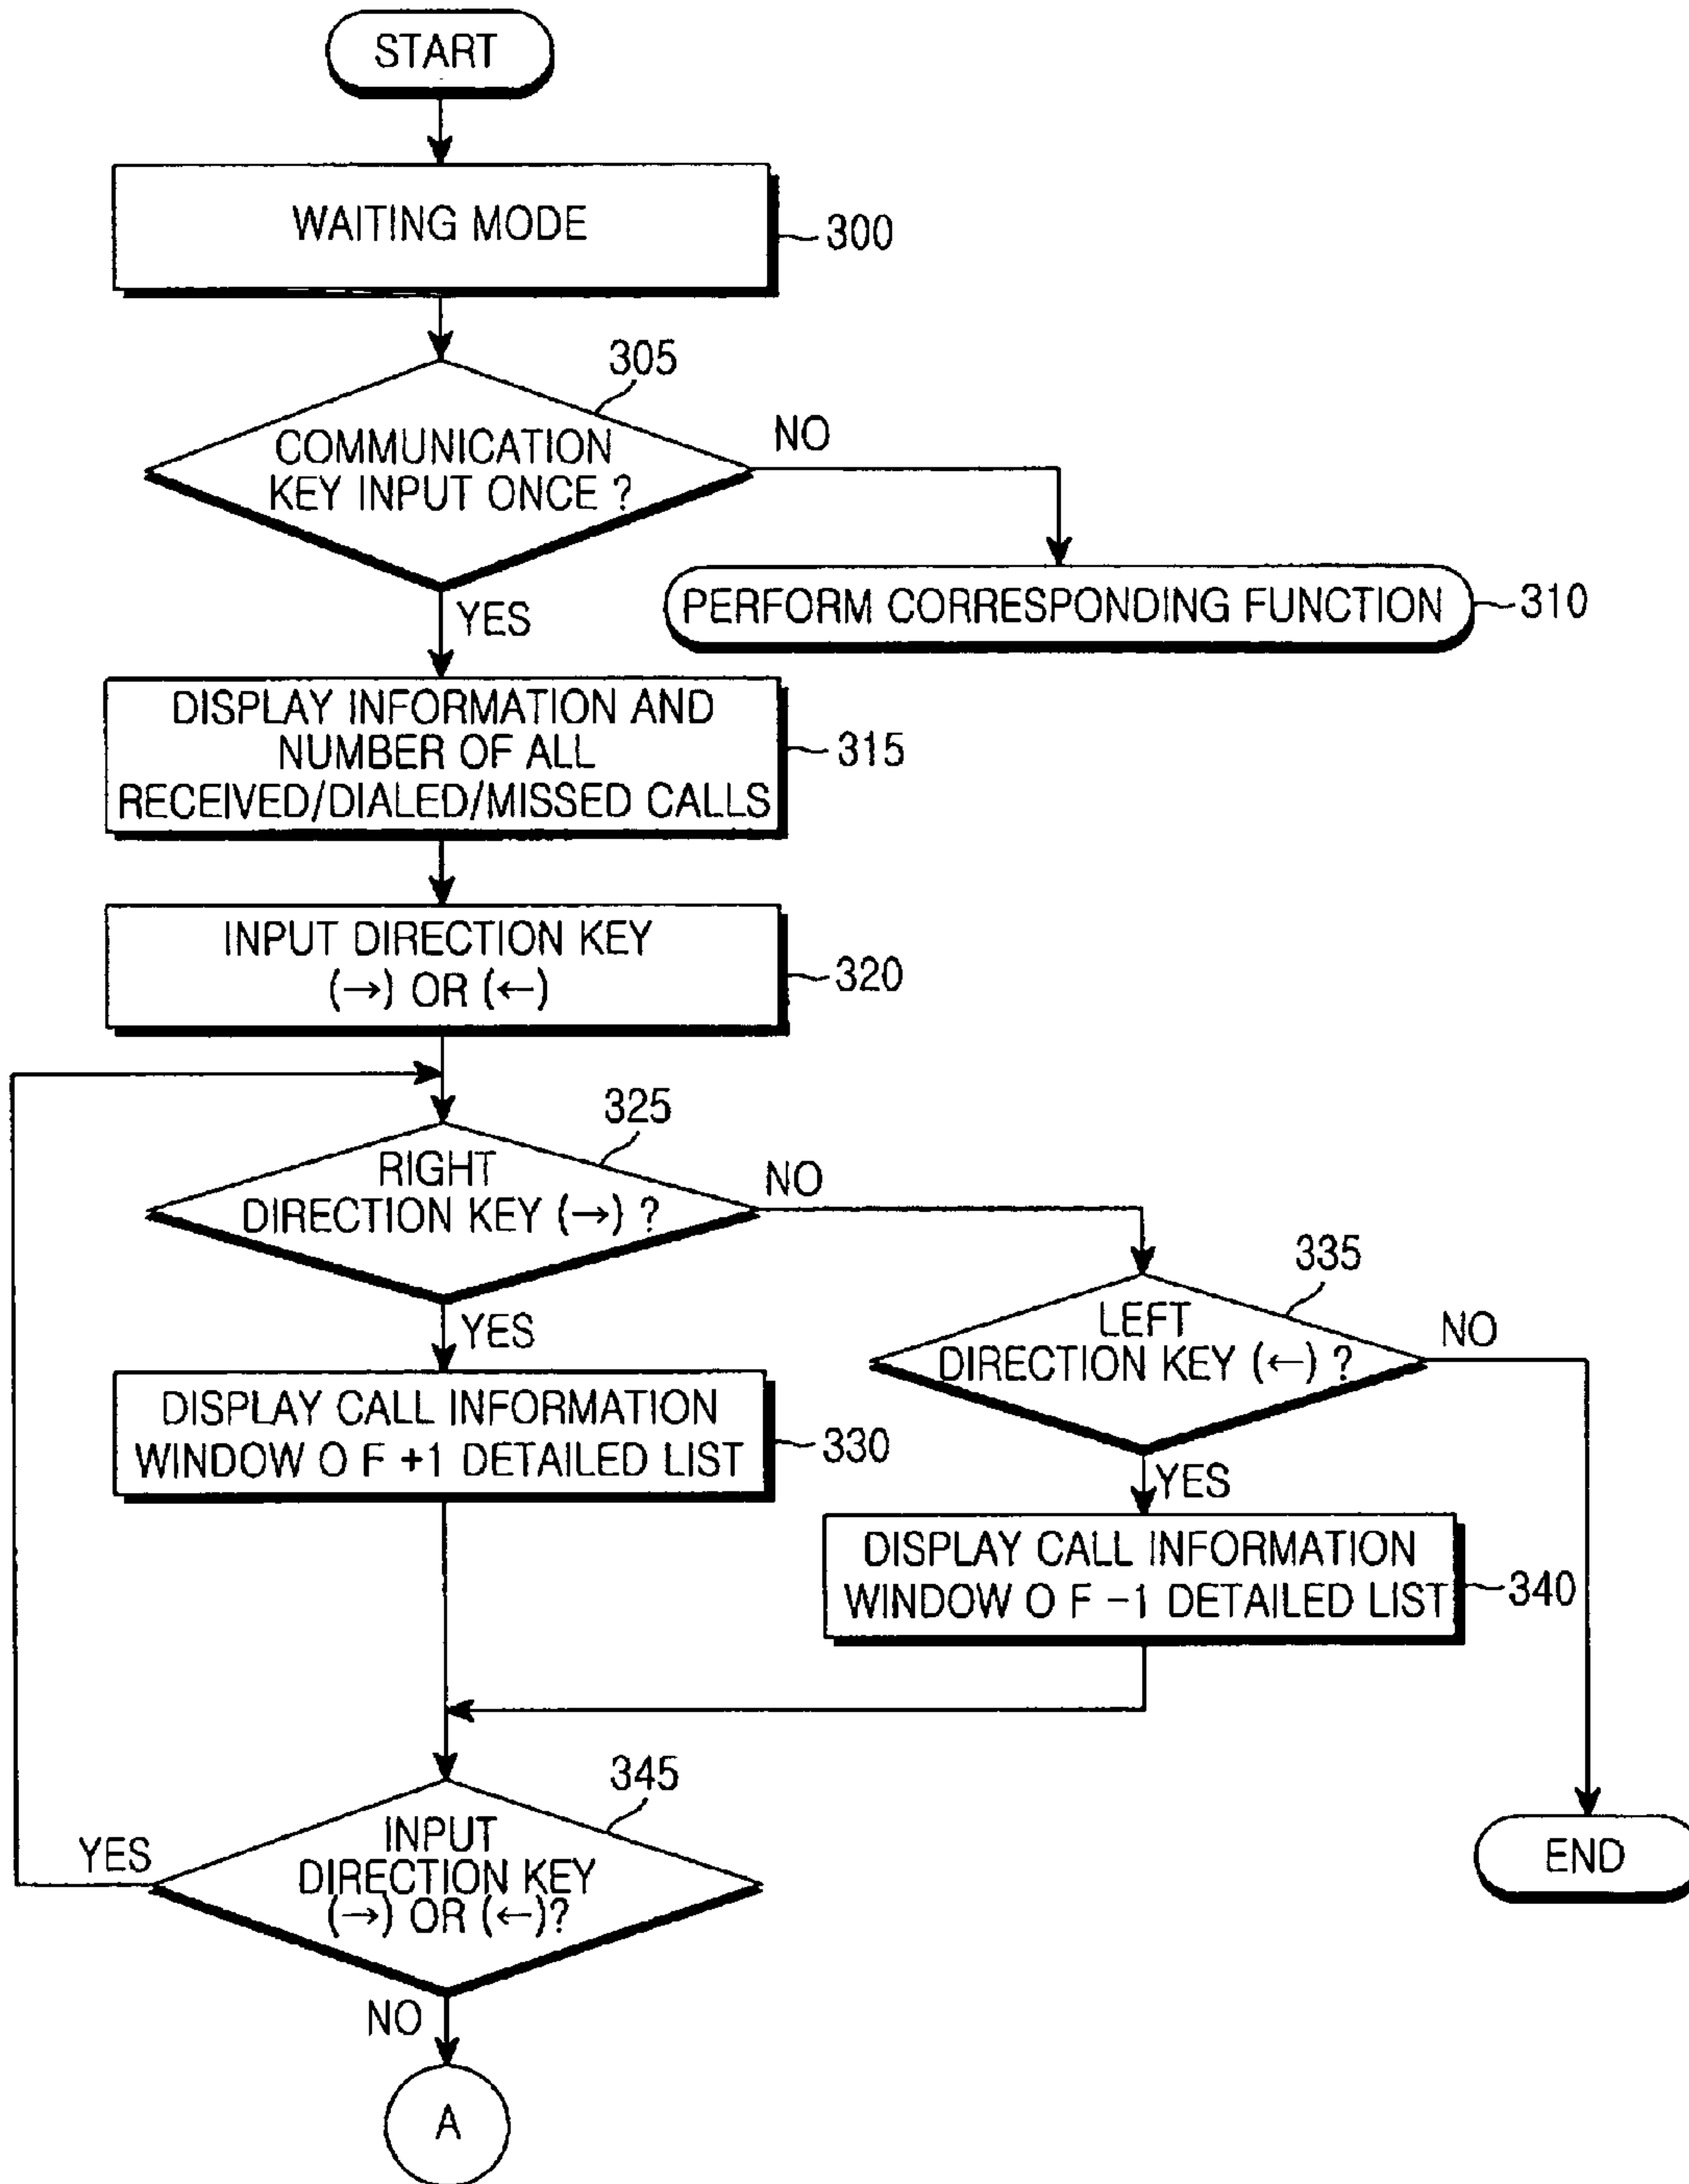 START
WAITING MODE
300
305
COMMUNICATION
KEY INPUT ONCE ?
NO
YES
PERFORM CORRESPONDING FUNCTION
310
DISPLAY INFORMATION AND
NUMBER OF ALL
RECEIVED/DIALED/MISSED CALLS
315
INPUT DIRECTION KEY
(→) OR (←)
320
325
RIGHT
DIRECTION KEY (→) ?
NO
YES
335
LEFT
DIRECTION KEY (←) ?
NO
YES
DISPLAY CALL INFORMATION
WINDOW O F +1 DETAILED LIST
330
DISPLAY CALL INFORMATION
WINDOW O F −1 DETAILED LIST
340
345
INPUT
DIRECTION KEY
(→) OR (←)?
YES
NO
END
A